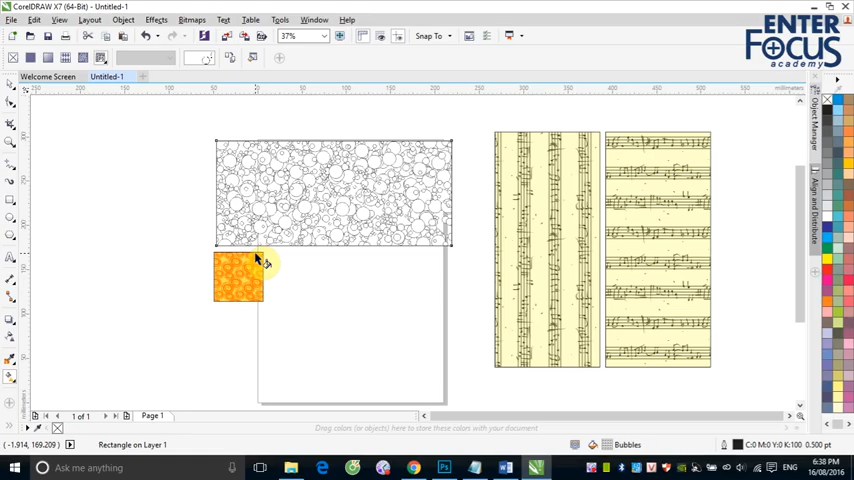 CorelDRAW X7 (64-Bit) - Untitled-1
File Edit View Layout Object Effects Bitmaps Text Table Tools Window Help
37% Snap To
Welcome Screen Untitled-1
ENTER
FOCUS
academy
millimeters
Object Manager
Align and Distribute
1 of 1 Page 1
Drag colors (or objects) here to store these colors with your document
(-1.914, 169.209) Rectangle on Layer 1 Bubbles C:0 M:0 Y:0 K:100 0.500 pt
Ask me anything ENG 6:38 PM
16/08/2016